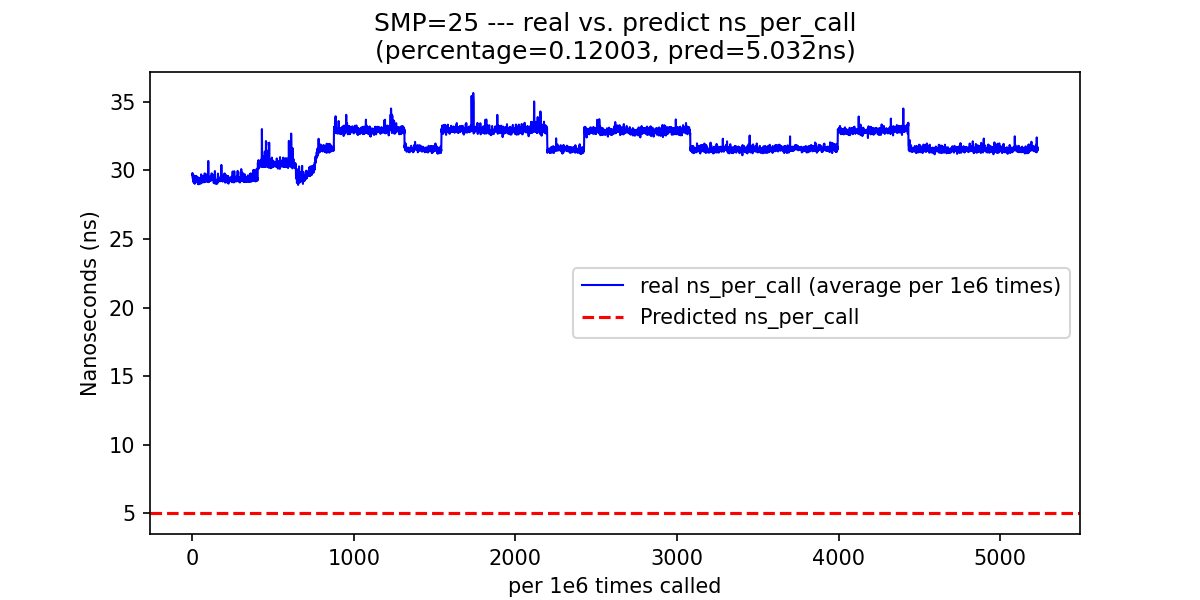 SMP=25 --- real vs. predict ns_per_call
(percentage=0.12003, pred=5.032ns)
Nanoseconds (ns)
35
30
25
20
15
10
5
real ns_per_call (average per 1e6 times)
Predicted ns_per_call
0
1000
2000
3000
4000
5000
per 1e6 times called